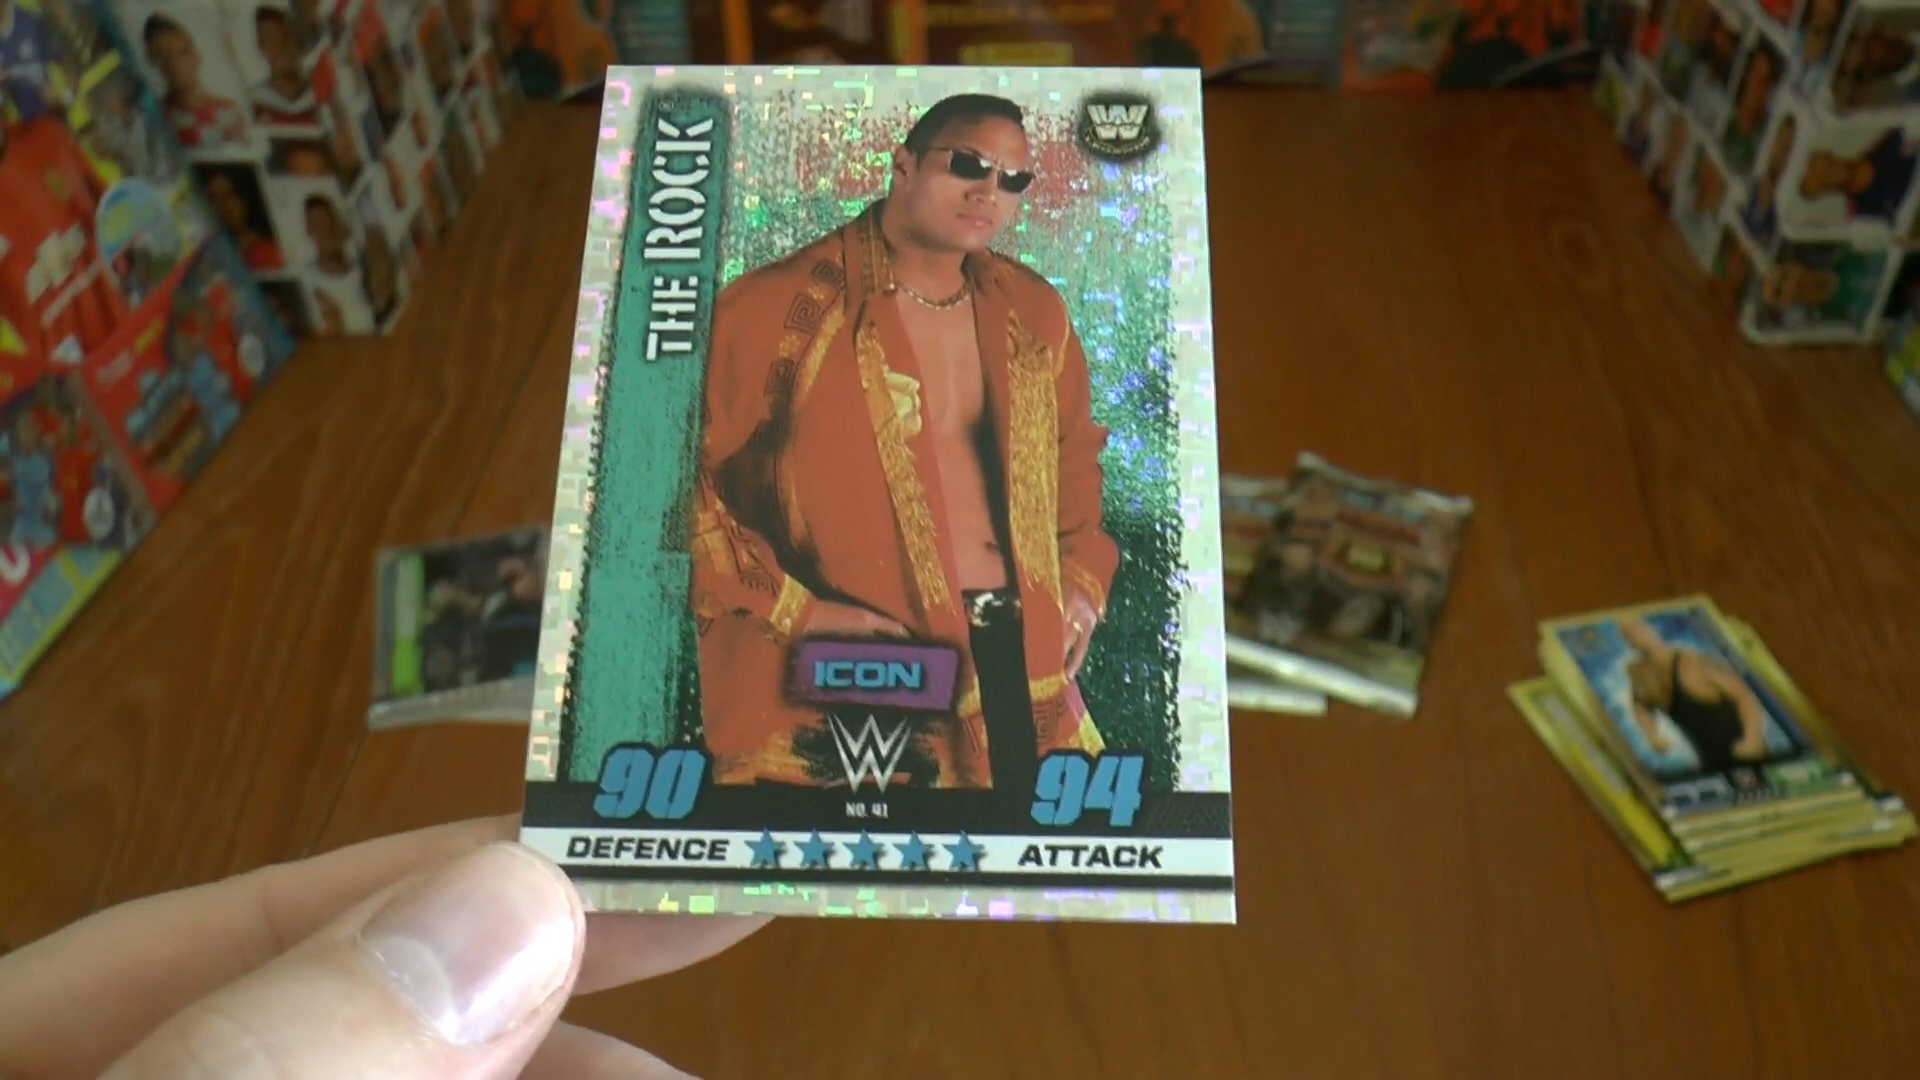 THE ROCK
ICON
W
NO. 41
90
94
DEFENCE
ATTACK